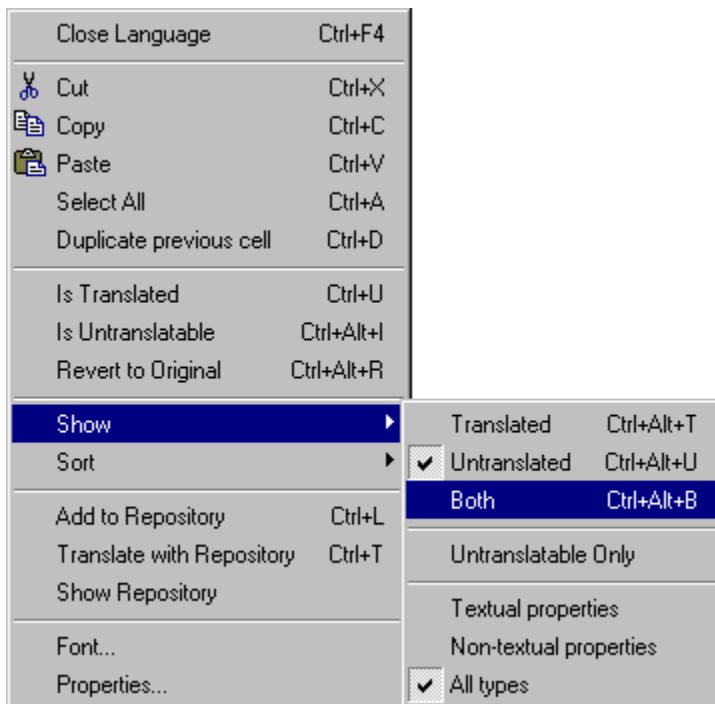 Close Language Ctrl+F4
Cut Ctrl+X
Copy Ctrl+C
Paste Ctrl+V
Select All Ctrl+A
Duplicate previous cell Ctrl+D
Is Translated Ctrl+U
Is Untranslatable Ctrl+Alt+I
Revert to Original Ctrl+Alt+R
Show
Sort
Add to Repository Ctrl+L
Translate with Repository Ctrl+T
Show Repository
Font...
Properties...
Translated Ctrl+Alt+T
Untranslated Ctrl+Alt+U
Both Ctrl+Alt+B
Untranslatable Only
Textual properties
Non-textual properties
All types